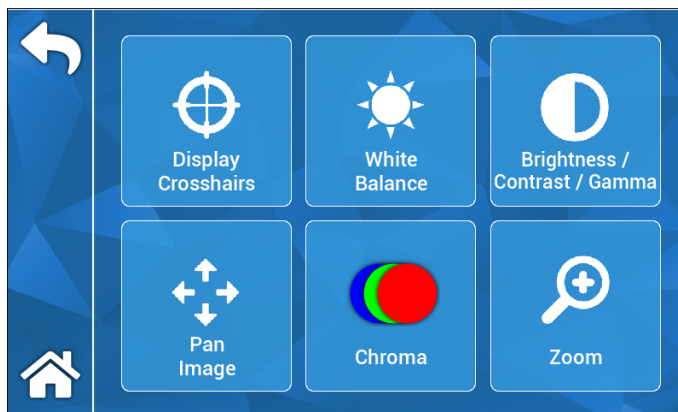 Display
Crosshairs
White
Balance
Brightness /
Contrast / Gamma
Pan
Image
Chroma
Zoom